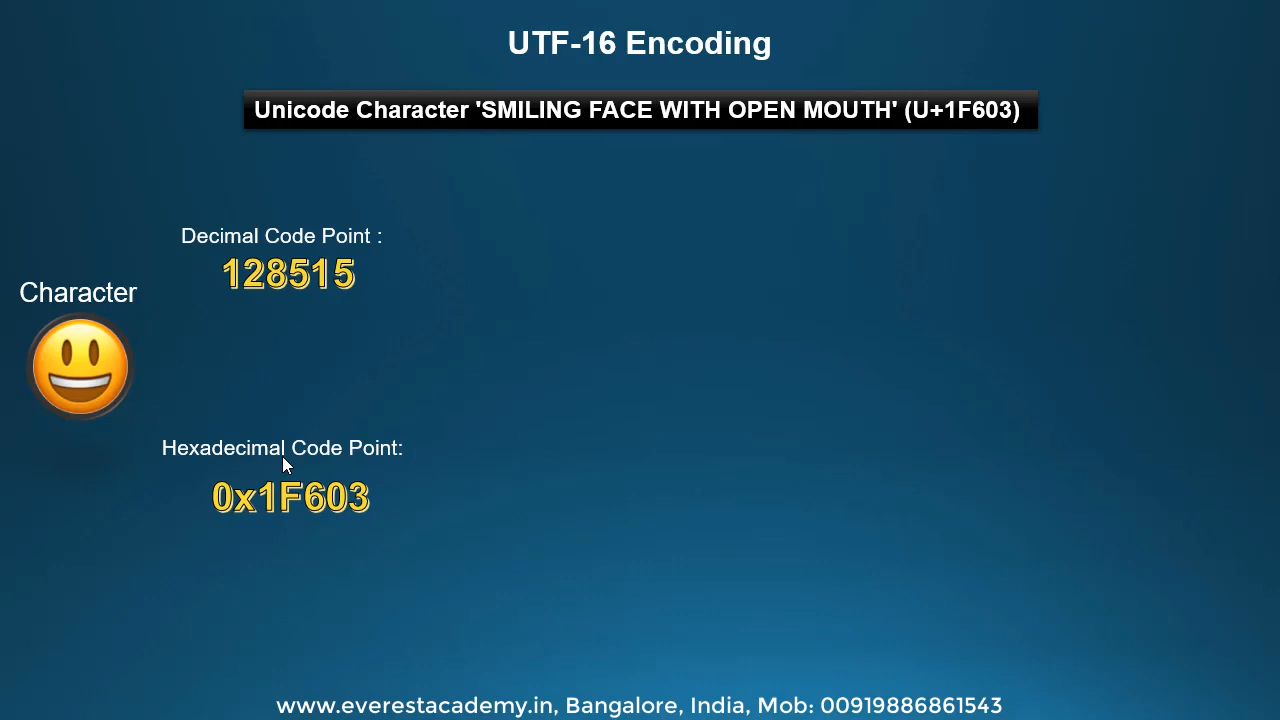 UTF-16 Encoding
Unicode Character 'SMILING FACE WITH OPEN MOUTH' (U+1F603)
Decimal Code Point :
128515
Character
Hexadecimal Code Point:
0x1F603
www.everestacademy.in, Bangalore, India, Mob: 00919886861543